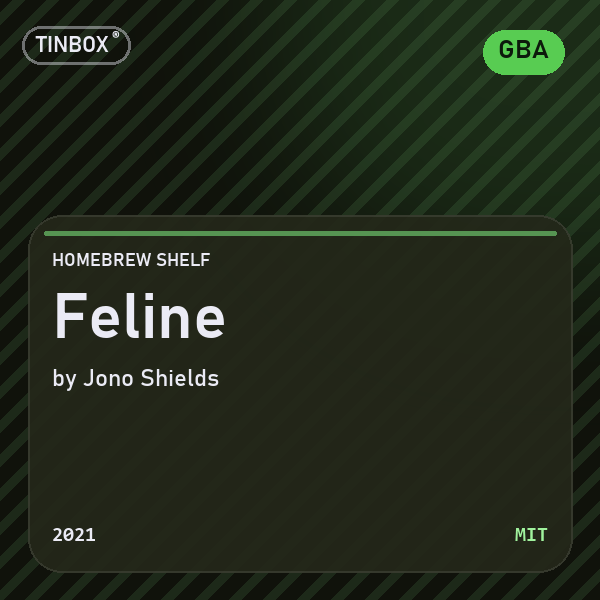 TINBOX®
GBA
HOMEBREW SHELF
Feline
by Jono Shields
2021
MIT